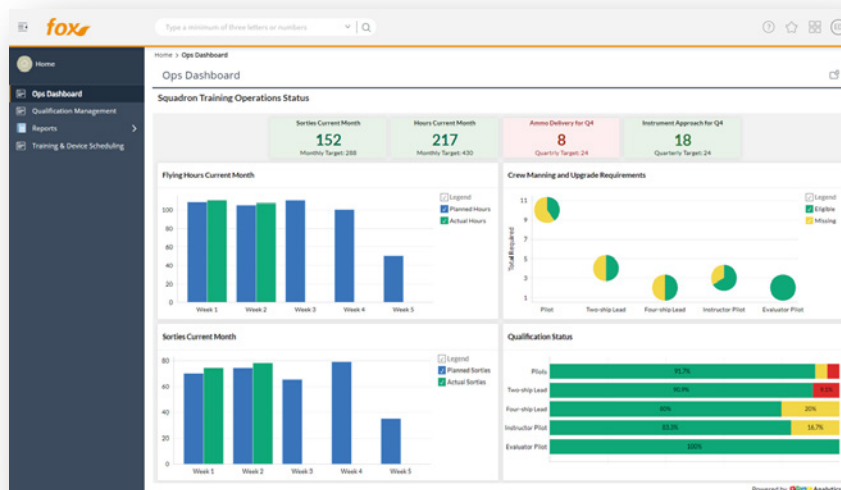 fox
Type a minimum of three letters or numbers
Home
Ops Dashboard
Qualification Management
Reports
Training & Device Scheduling
Home > Ops Dashboard
Ops Dashboard
Squadron Training Operations Status
Sorties Current Month
152
Monthly Target: 288
Hours Current Month
217
Monthly Target: 430
Ammo Delivery for Q4
8
Quartrly Target: 24
Instrument Approach for Q4
18
Quarterly Target: 24
Flying Hours Current Month
Legend
Planned Hours
Actual Hours
100
80
60
40
20
0
Week 1 Week 2 Week 3 Week 4 Week 5
Crew Manning and Upgrade Requirements
Legend
Eligible
Missing
Total Required
11
9
7
5
3
1
Pilot Two-ship Lead Four-ship Lead Instructor Pilot Evaluator Pilot
Sorties Current Month
Legend
Planned Sorties
Actual Sorties
80
60
40
20
0
Week 1 Week 2 Week 3 Week 4 Week 5
Qualification Status
Pilots 91.7%
Two-ship Lead 90.9% 9.1%
Four-ship Lead 80% 20%
Instructor Pilot 83.3% 16.7%
Evaluator Pilot 100%
Powered by Analytics